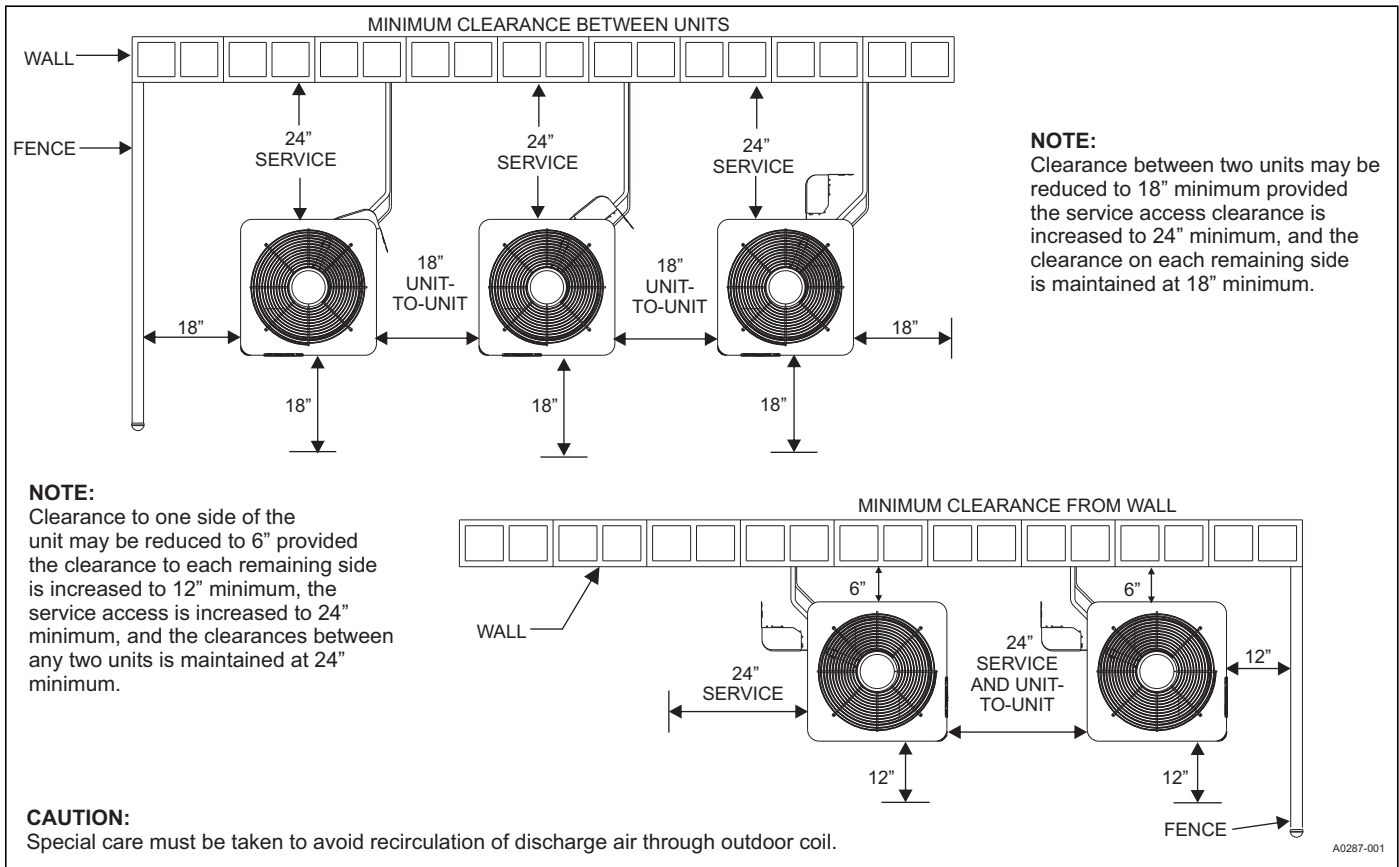 MINIMUM CLEARANCE BETWEEN UNITS
WALL
FENCE
24”
SERVICE
24”
SERVICE
24”
SERVICE
18”
UNIT-
TO-UNIT
18”
UNIT-
TO-UNIT
18”
18”
18”
18”
18”
NOTE:
Clearance between two units may be
reduced to 18” minimum provided
the service access clearance is
increased to 24” minimum, and the
clearance on each remaining side
is maintained at 18” minimum.
NOTE:
Clearance to one side of the
unit may be reduced to 6” provided
the clearance to each remaining side
is increased to 12” minimum, the
service access is increased to 24”
minimum, and the clearances between
any two units is maintained at 24”
minimum.
MINIMUM CLEARANCE FROM WALL
WALL
6”
6”
24”
SERVICE
24”
SERVICE
AND UNIT-
TO-UNIT
12”
12”
12”
FENCE
CAUTION:
Special care must be taken to avoid recirculation of discharge air through outdoor coil.
A0287-001